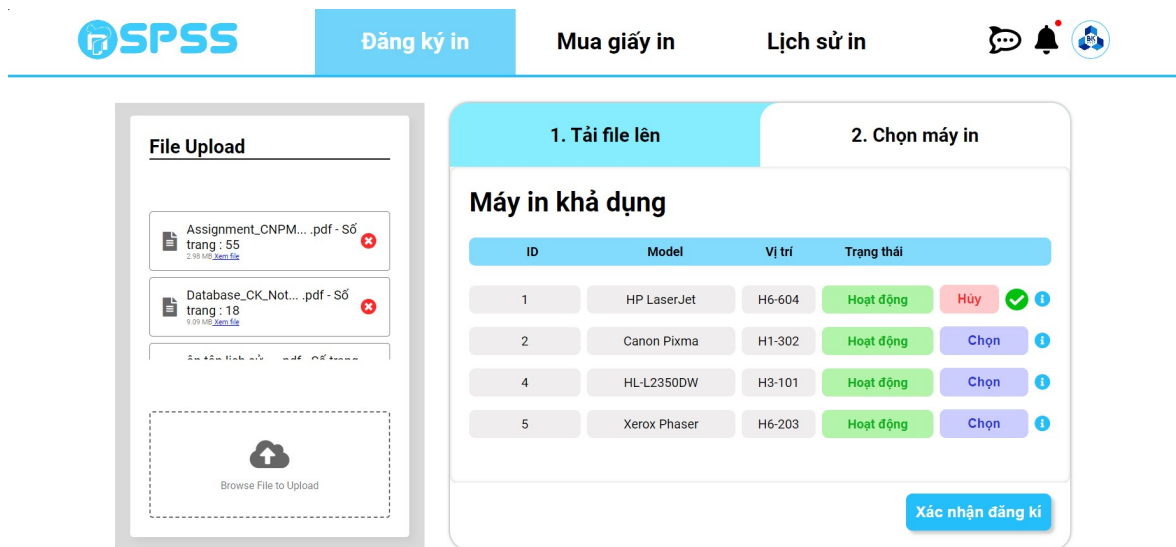 SPSS
Đăng ký in
Mua giấy in
Lịch sử in
BK
File Upload
Assignment_CNPM... .pdf - Số
trang : 55
2.98 MB Xem file
Database_CK_Not... .pdf - Số
trang : 18
9.09 MB Xem file
Browse File to Upload
1. Tải file lên
2. Chọn máy in
Máy in khả dụng
ID Model Vị trí Trạng thái
1 HP LaserJet H6-604 Hoạt động Hủy
2 Canon Pixma H1-302 Hoạt động Chọn
4 HL-L2350DW H3-101 Hoạt động Chọn
5 Xerox Phaser H6-203 Hoạt động Chọn
Xác nhận đăng kí